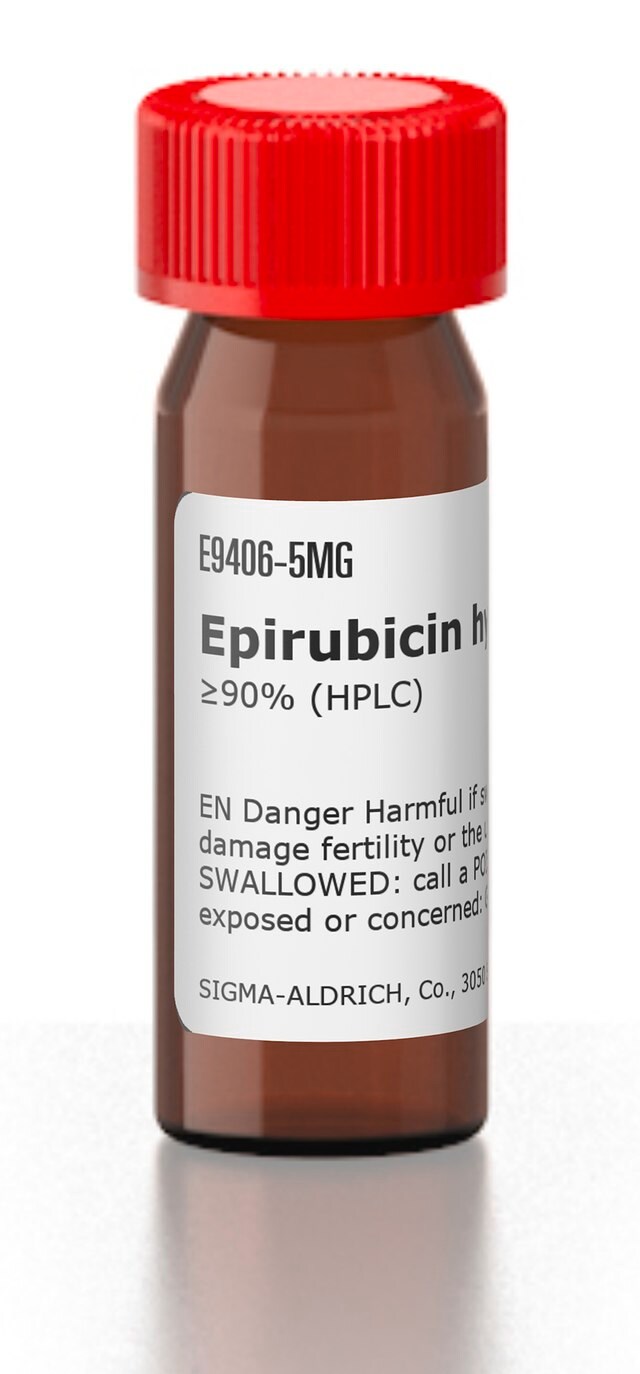 E9406-5MG
Epirubicin
≥90% (HPLC)
EN Danger Harmful if
damage fertility or the
SWALLOWED: call a
exposed or concerned:
SIGMA-ALDRICH, Co., 3050